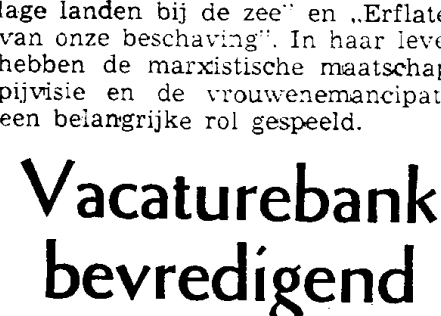 lage landen bij de zee" en „Erflate
van onze beschaving". In haar leve
hebben de marxistische maatschap
pijvisie en de vrouwenemancipat
een belangrijke rol gespeeld.
Vacaturebank
bevredigend